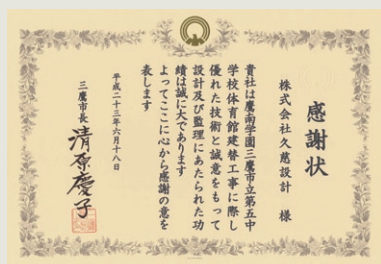 感謝状
株式会社久慈設計 様
貴社は鷹南学園三鷹市立第五中
学校体育館建替工事に際し
優れた技術と誠意をもって
設計及び監理にあたられた功
績は誠に大であります
よってここに心から感謝の意を
表します
平成二十三年六月十八日
三鷹市長 清原慶子